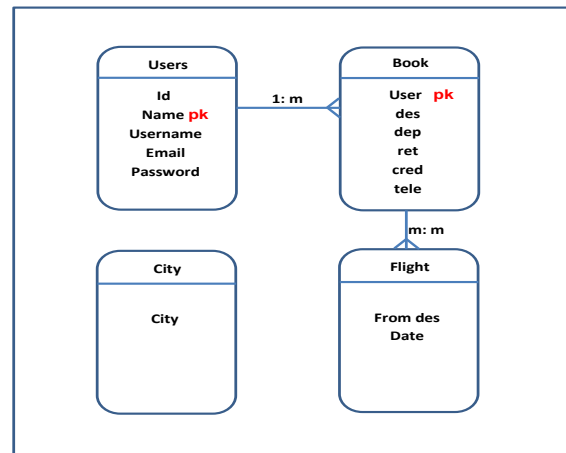 Users
Id
Name pk
Username
Email
Password
1: m
Book
User pk
des
dep
ret
cred
tele
m: m
City
City
Flight
From des
Date